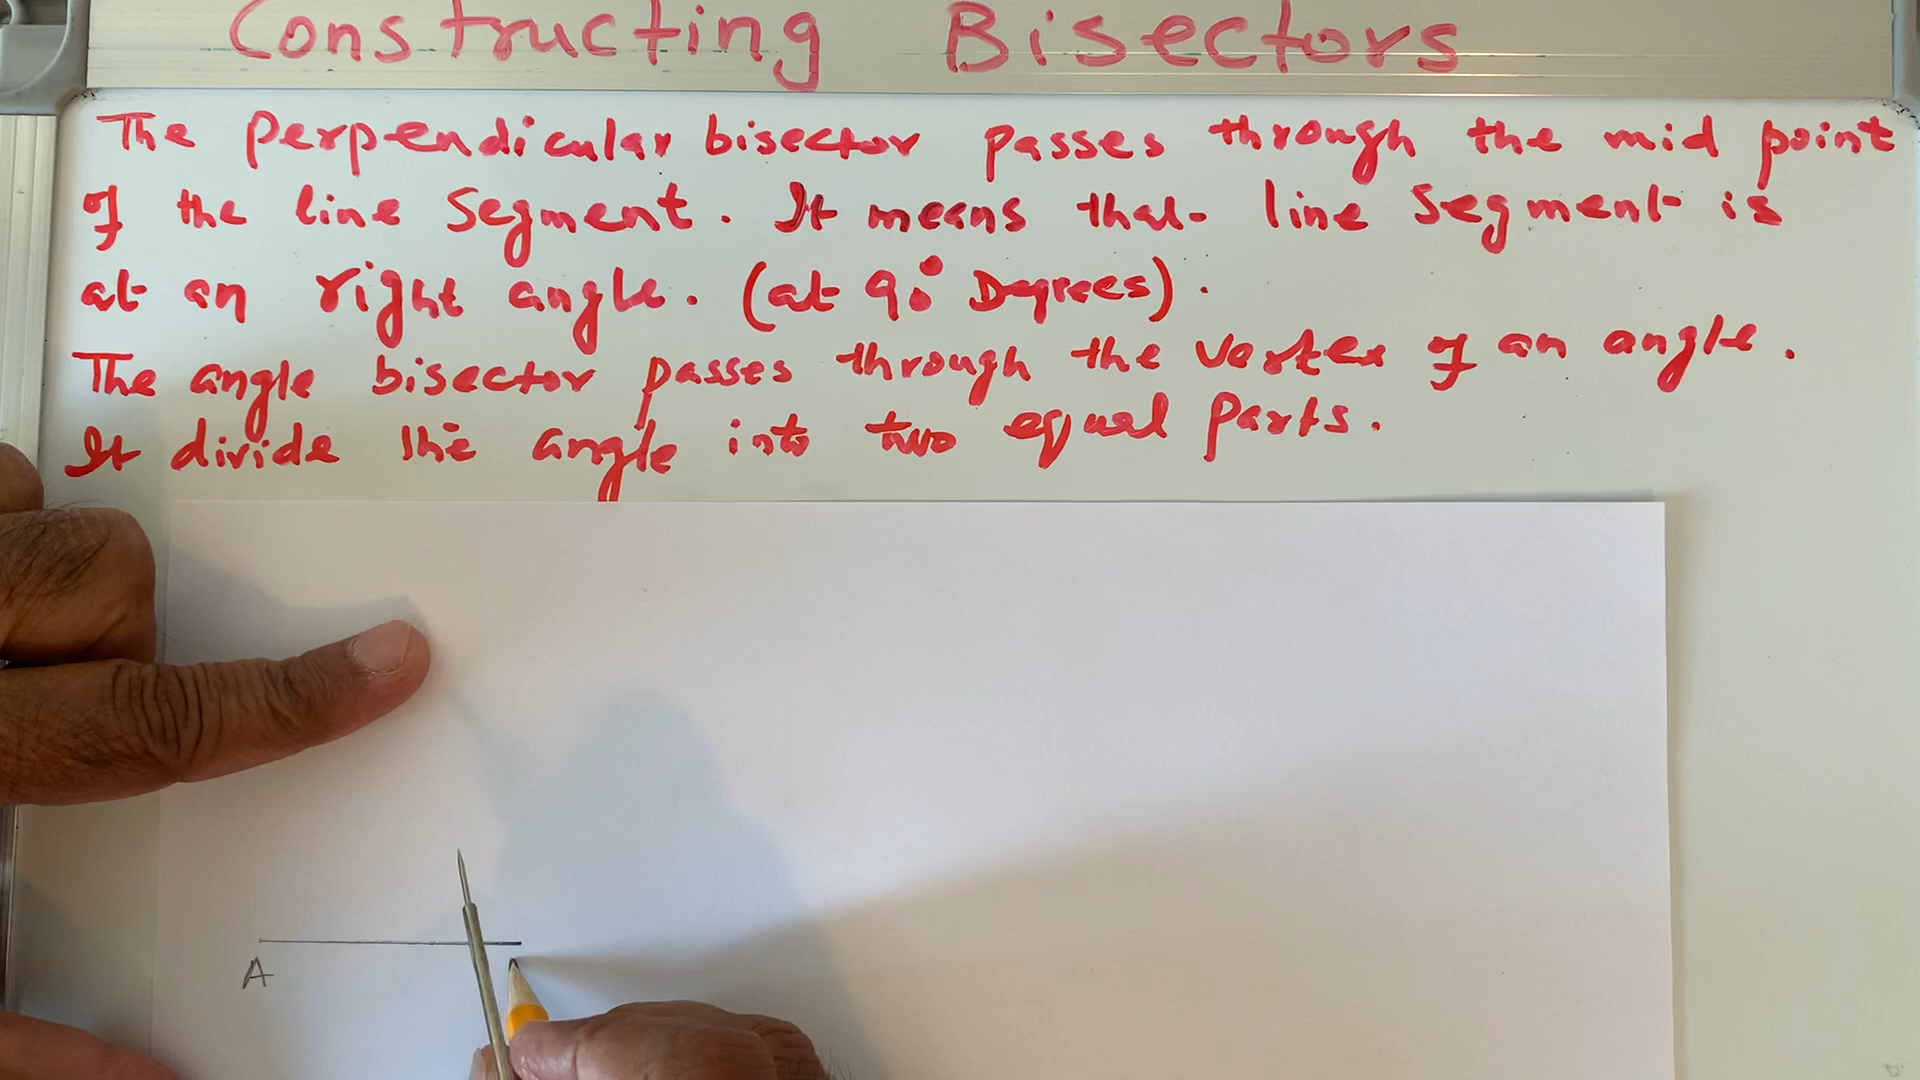 Constructing Bisectors
The perpendicular bisector passes through the mid point
of the line segment. It means that line segment is
at an right angle. (at 90 Degrees).
The angle bisector passes through the vertex of an angle.
It divide the angle into two equal parts.
A